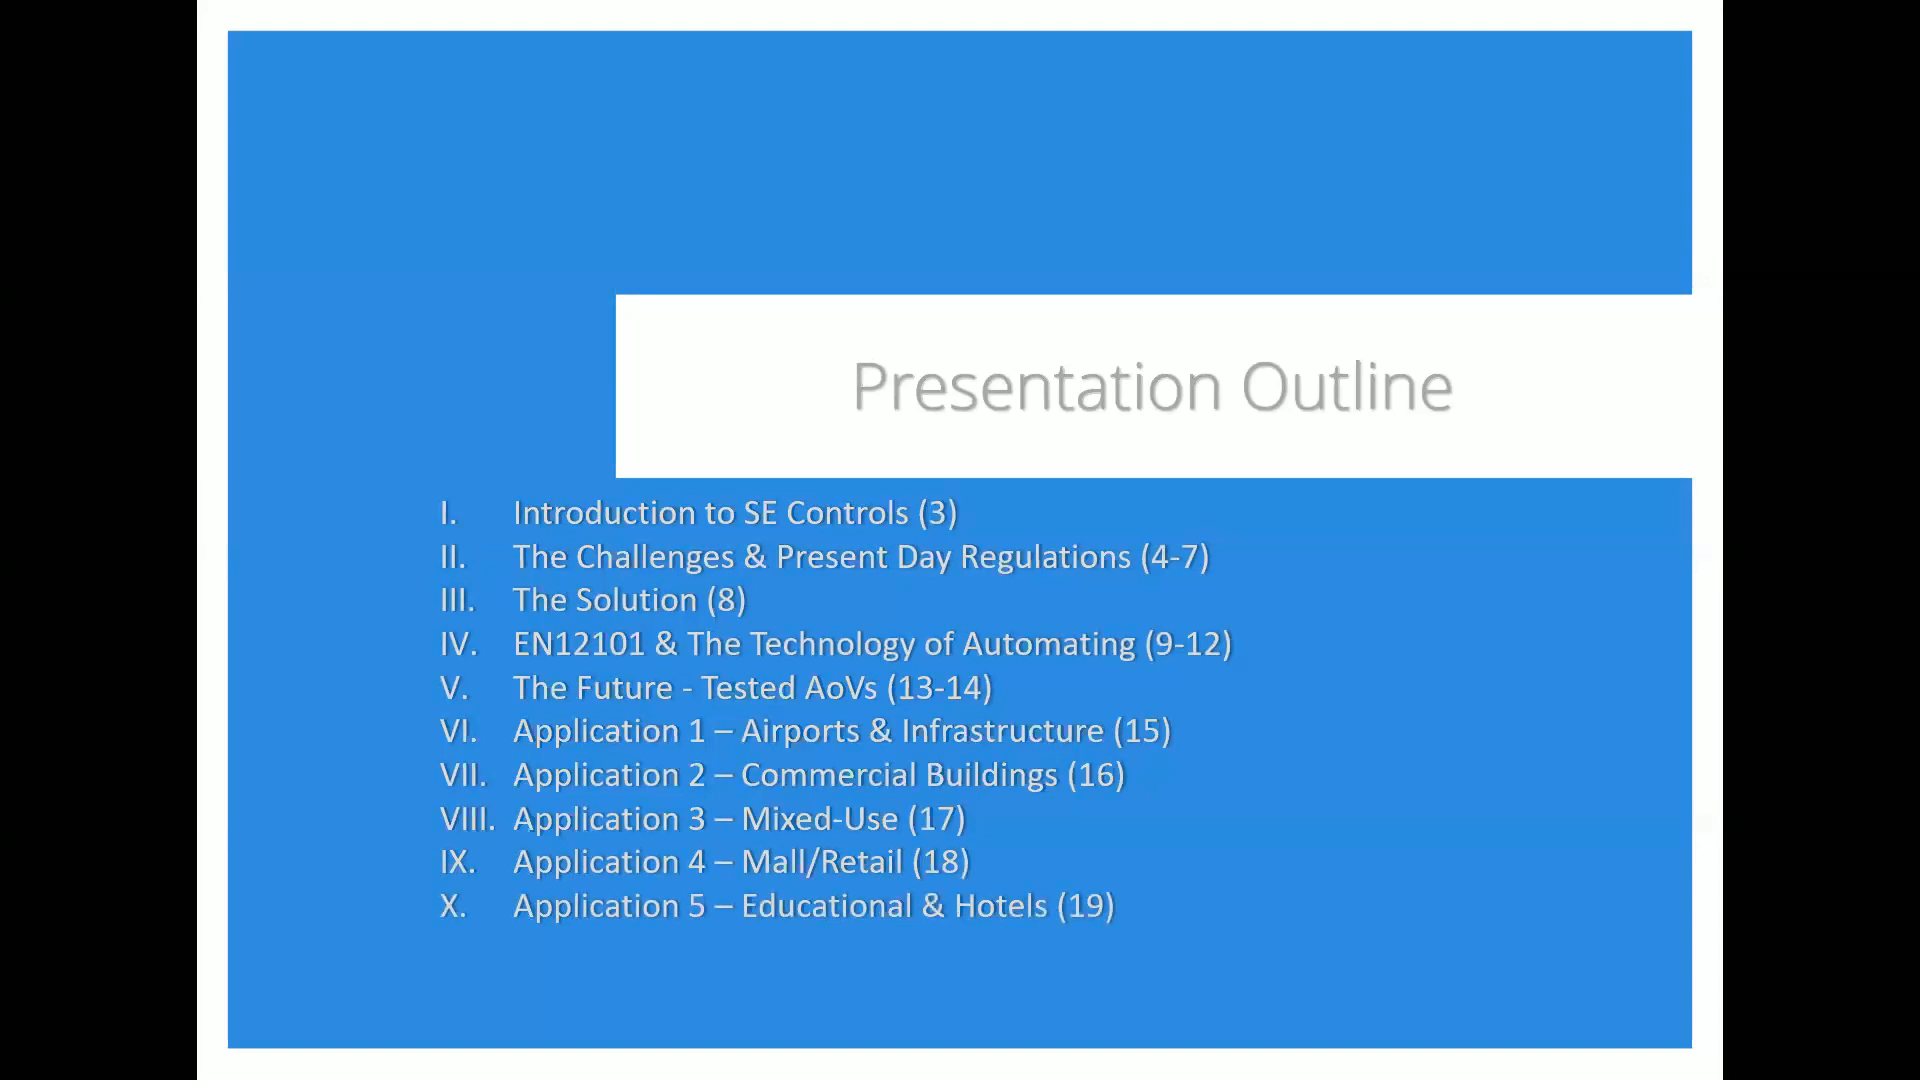 Presentation Outline
I. Introduction to SE Controls (3)
II. The Challenges & Present Day Regulations (4-7)
III. The Solution (8)
IV. EN12101 & The Technology of Automating (9-12)
V. The Future - Tested AoVs (13-14)
VI. Application 1 – Airports & Infrastructure (15)
VII. Application 2 – Commercial Buildings (16)
VIII. Application 3 – Mixed-Use (17)
IX. Application 4 – Mall/Retail (18)
X. Application 5 – Educational & Hotels (19)